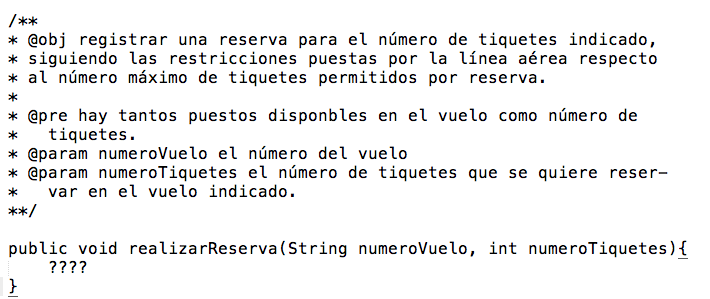 /**
* @obj registrar una reserva para el número de tiquetes indicado,
* siguiendo las restricciones puestas por la línea aérea respecto
* al número máximo de tiquetes permitidos por reserva.
*
* @pre hay tantos puestos disponbles en el vuelo como número de
*   tiquetes.
* @param numeroVuelo el número del vuelo
* @param numeroTiquetes el número de tiquetes que se quiere reser-
*   var en el vuelo indicado.
**/

public void realizarReserva(String numeroVuelo, int numeroTiquetes){
    ????
}